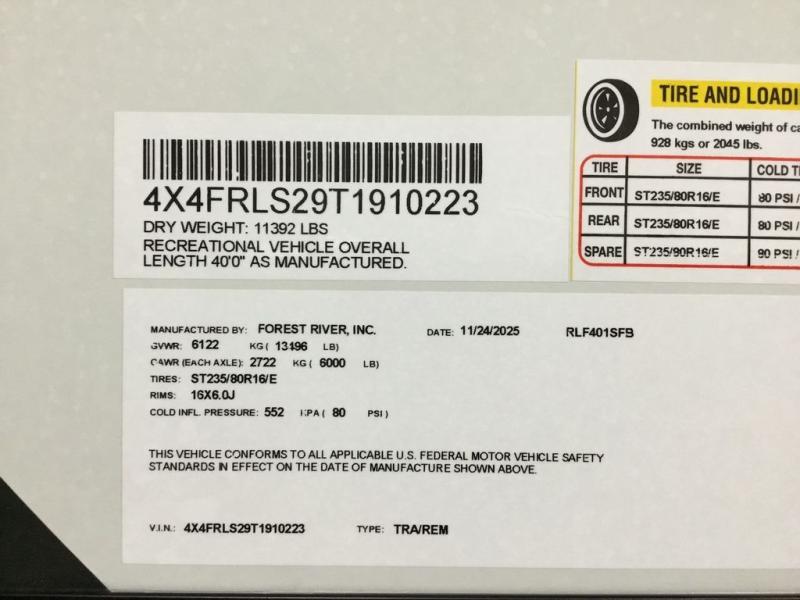 4X4FRLS29T1910223
DRY WEIGHT: 11392 LBS
RECREATIONAL VEHICLE OVERALL
LENGTH 40'0" AS MANUFACTURED.
TIRE AND LOADI
The combined weight of ca
928 kgs or 2045 lbs.
TIRE SIZE COLD TI
FRONT ST235/80R16/E 80 PSI /
REAR ST235/80R16/E 80 PSI /
SPARE ST235/80R16/E 90 PSI /
MANUFACTURED BY: FOREST RIVER, INC. DATE: 11/24/2025 RLF401SFB
GVWR: 6122 KG ( 13496 LB)
GAWR (EACH AXLE): 2722 KG ( 6000 LB)
TIRES: ST235/80R16/E
RIMS: 16X6.0J
COLD INFL. PRESSURE: 552 KPA ( 80 PSI )
THIS VEHICLE CONFORMS TO ALL APPLICABLE U.S. FEDERAL MOTOR VEHICLE SAFETY
STANDARDS IN EFFECT ON THE DATE OF MANUFACTURE SHOWN ABOVE.
V.I.N.: 4X4FRLS29T1910223 TYPE: TRA/REM